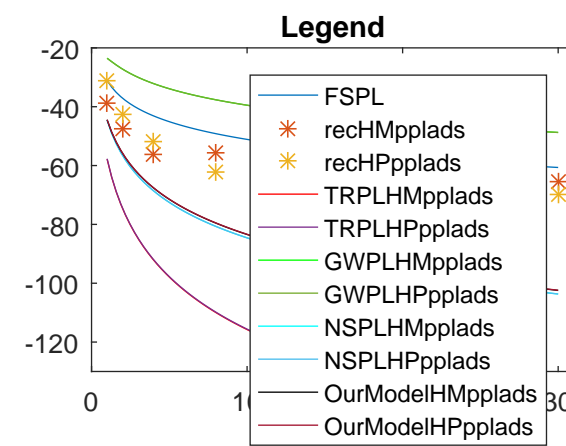 Legend
-20
-40
-60
-80
-100
-120
0
FSPL
recHMpplads
recHPpplads
TRPLHMpplads
TRPLHPpplads
GWPLHMpplads
GWPLHPpplads
NSPLHMpplads
NSPLHPpplads
OurModelHMpplads
OurModelHPpplads